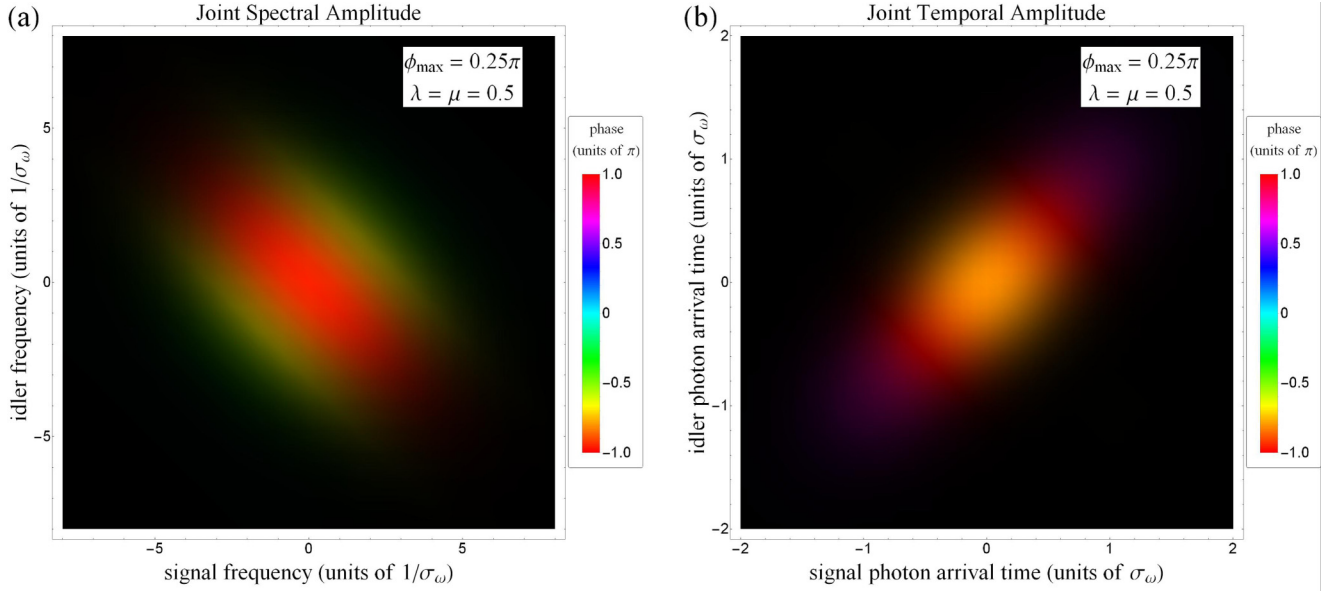 (a)
Joint Spectral Amplitude
ϕmax = 0.25π
λ = μ = 0.5
idler frequency (units of 1/σω)
5
0
−5
−5
0
5
signal frequency (units of 1/σω)
phase
(units of π)
1.0
0.5
0
−0.5
−1.0
(b)
Joint Temporal Amplitude
ϕmax = 0.25π
λ = μ = 0.5
idler photon arrival time (units of σω)
2
1
0
−1
−2
−2
−1
0
1
2
signal photon arrival time (units of σω)
phase
(units of π)
1.0
0.5
0
−0.5
−1.0